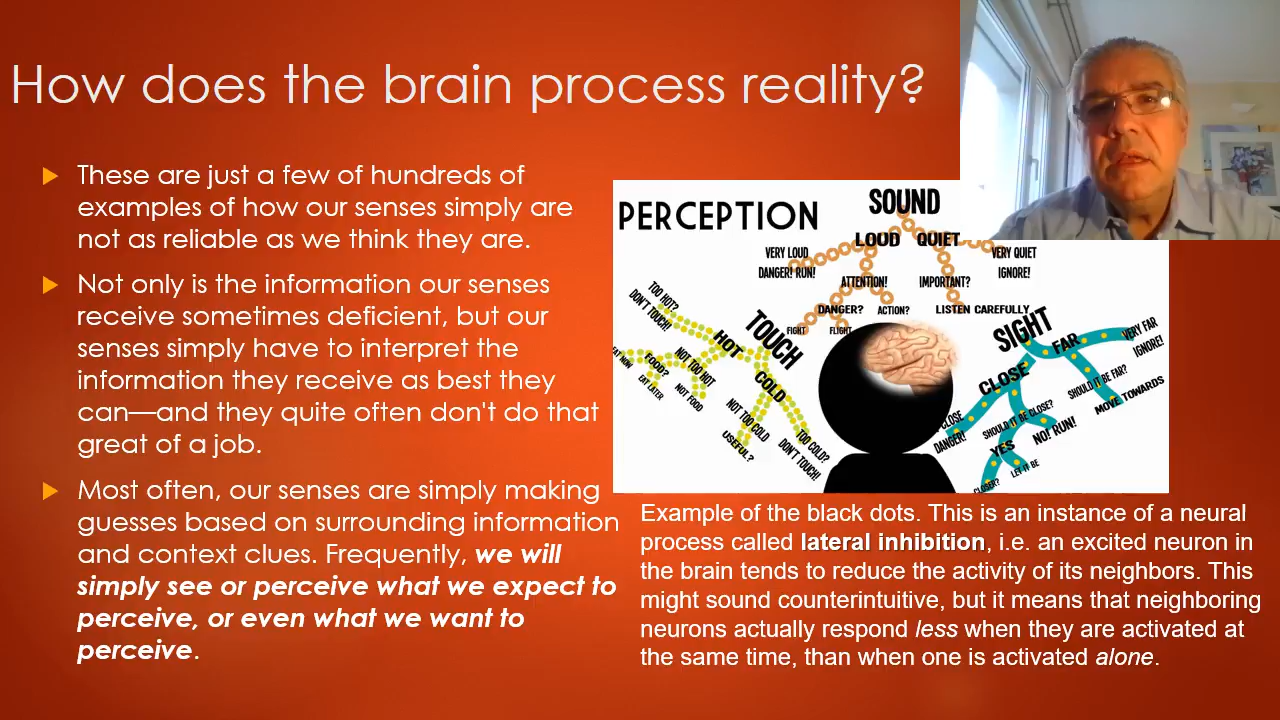 How does the brain process reality?
These are just a few of hundreds of
examples of how our senses simply are
not as reliable as we think they are.
Not only is the information our senses
receive sometimes deficient, but our
senses simply have to interpret the
information they receive as best they
can—and they quite often don't do that
great of a job.
Most often, our senses are simply making
guesses based on surrounding information
and context clues. Frequently, we will
simply see or perceive what we expect to
perceive, or even what we want to
perceive.
PERCEPTION
SOUND
LOUD QUIET
VERY LOUD
DANGER! RUN!
VERY QUIET
IGNORE!
ATTENTION!
IMPORTANT?
DANGER?
ACTION?
LISTEN CAREFULLY
FIGHT
FLIGHT
TOUCH
HOT
TOO HOT?
DON'T TOUCH!
FOOD?
NOT TOO HOT
EAT LATER
NOT FOOD
COLD
NOT TOO COLD
USEFUL?
TOO COLD?
DON'T TOUCH!
SIGHT
FAR
VERY FAR
IGNORE!
SHOULD IT BE FAR?
MOVE TOWARDS
CLOSE
CLOSE
DANGER!
SHOULD IT BE CLOSE?
YES
NO! RUN!
CLOSER?
LET IT BE
Example of the black dots. This is an instance of a neural
process called lateral inhibition, i.e. an excited neuron in
the brain tends to reduce the activity of its neighbors. This
might sound counterintuitive, but it means that neighboring
neurons actually respond less when they are activated at
the same time, than when one is activated alone.